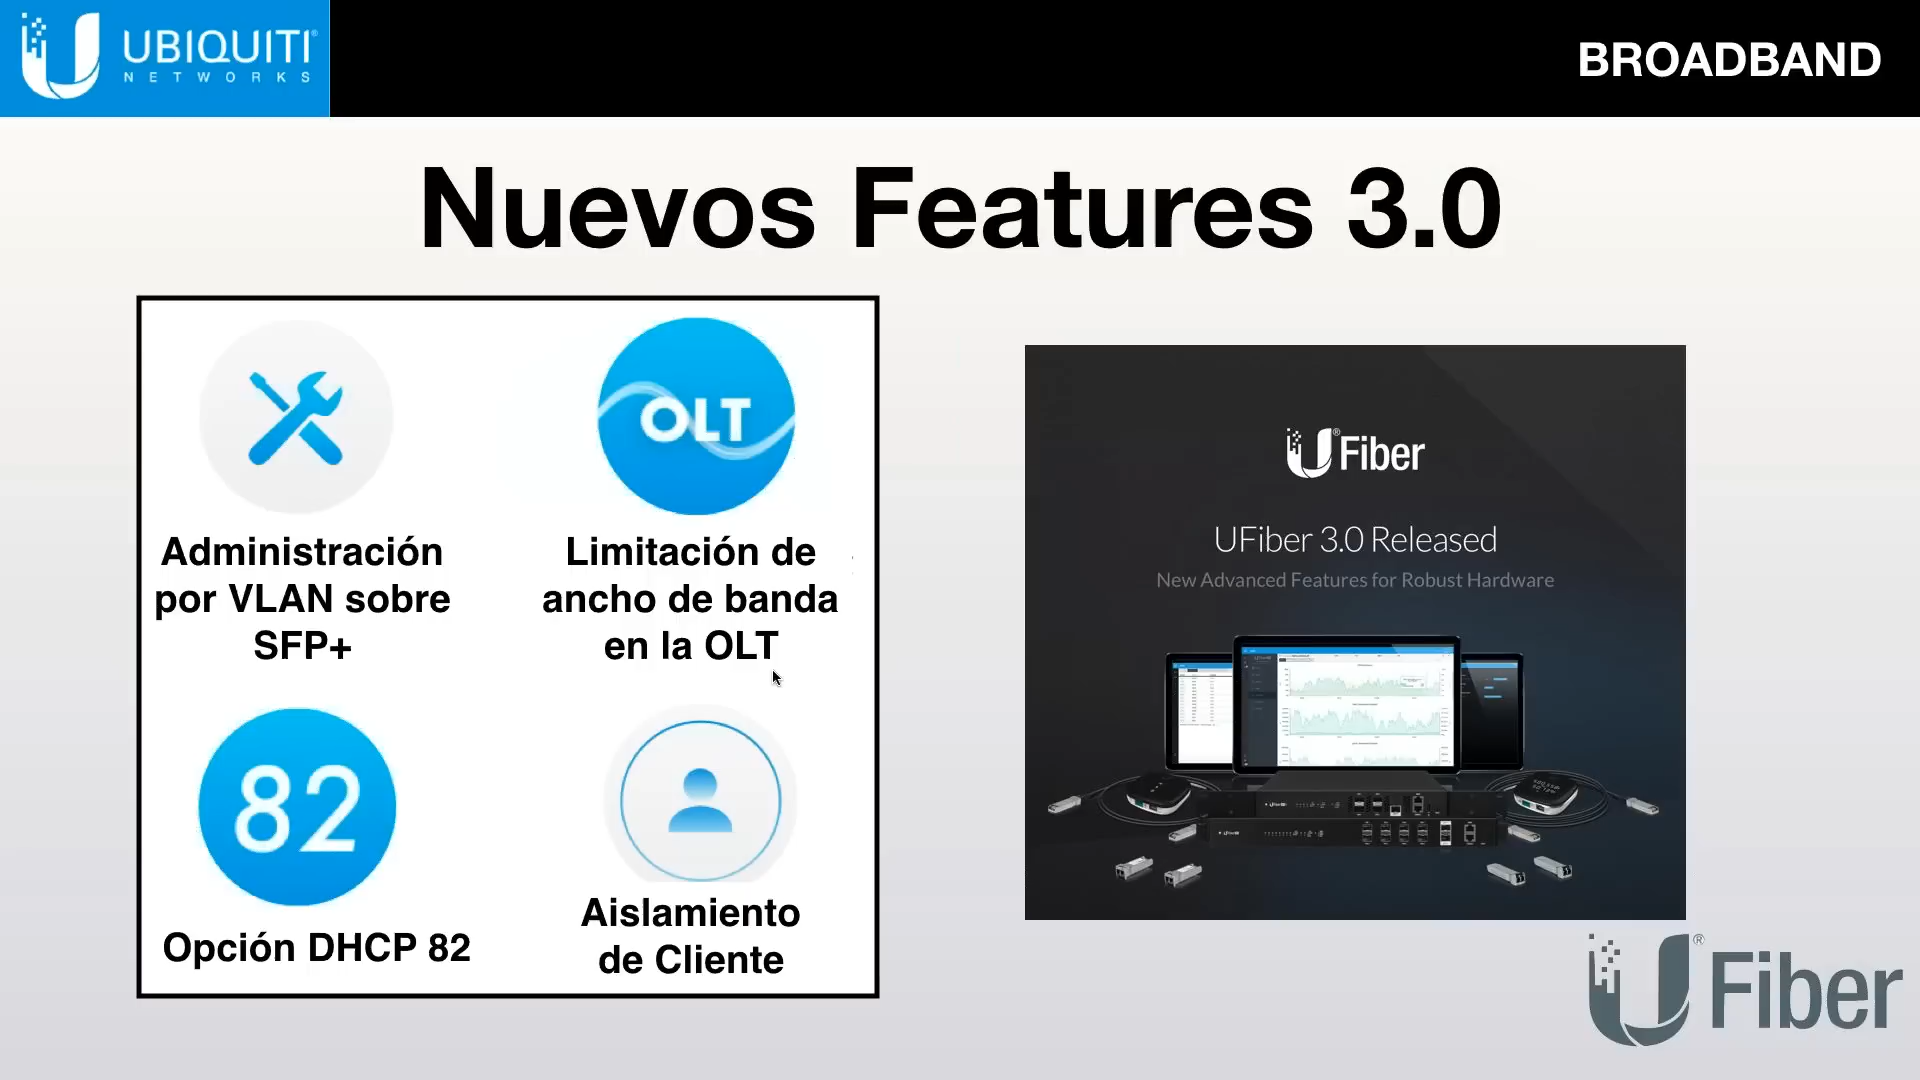 UBIQUITI®
NETWORKS
BROADBAND
Nuevos Features 3.0
OLT
Administración
por VLAN sobre
SFP+
Limitación de
ancho de banda
en la OLT
82
Opción DHCP 82
Aislamiento
de Cliente
U® Fiber
UFiber 3.0 Released
New Advanced Features for Robust Hardware
U® Fiber